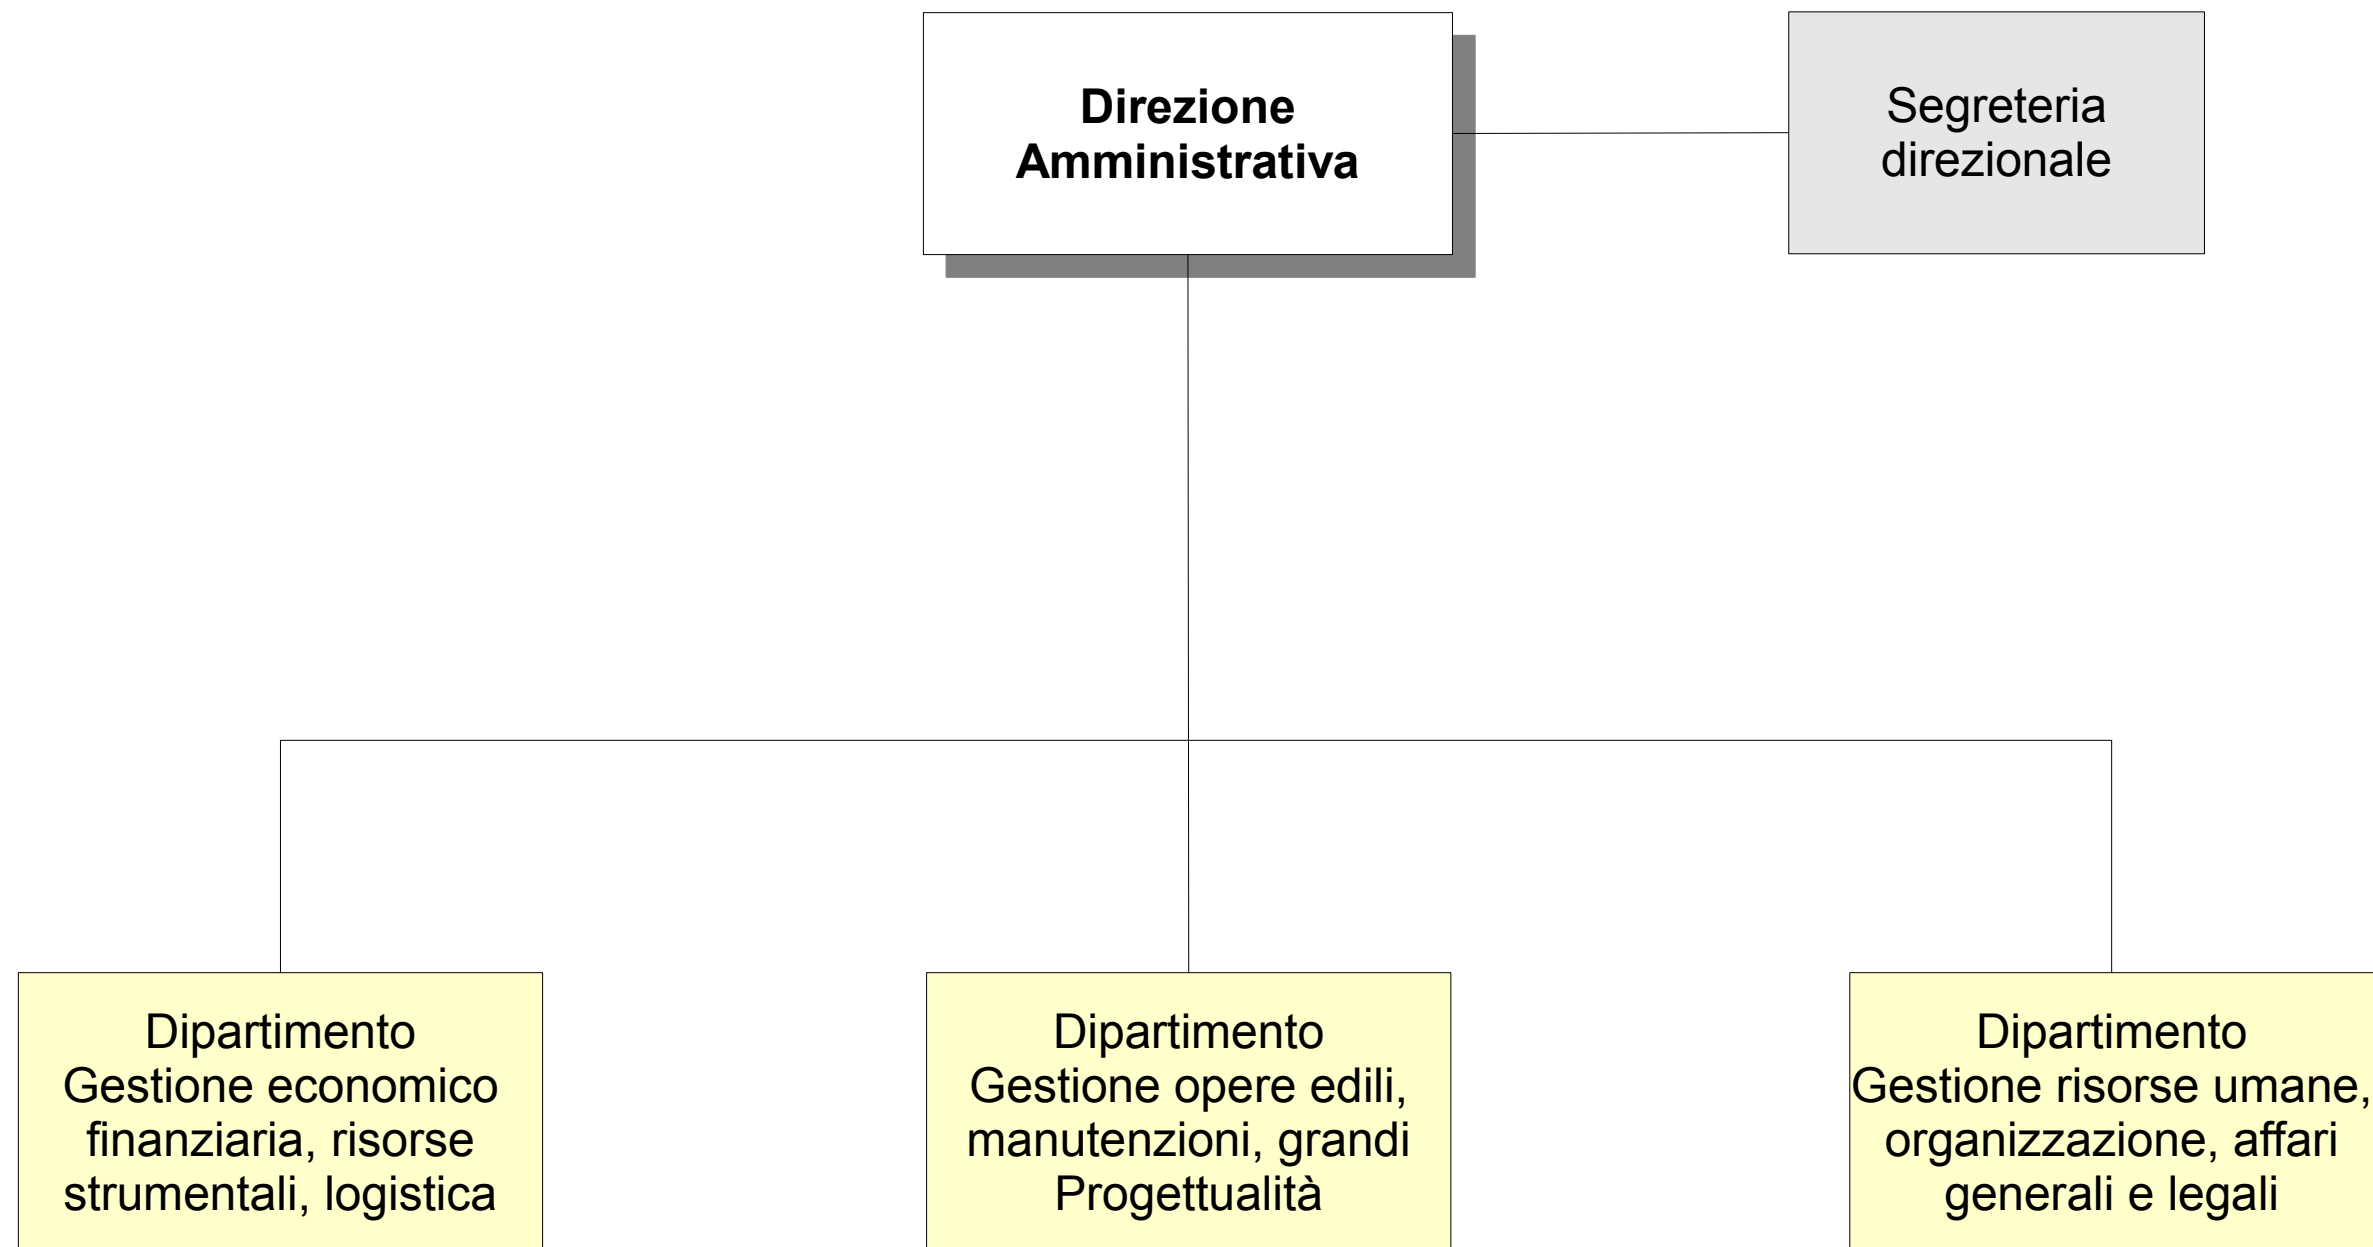 Direzione
Amministrativa
Segreteria
direzionale
Dipartimento
Gestione economico
finanziaria, risorse
strumentali, logistica
Dipartimento
Gestione opere edili,
manutenzioni, grandi
Progettualità
Dipartimento
Gestione risorse umane,
organizzazione, affari
generali e legali